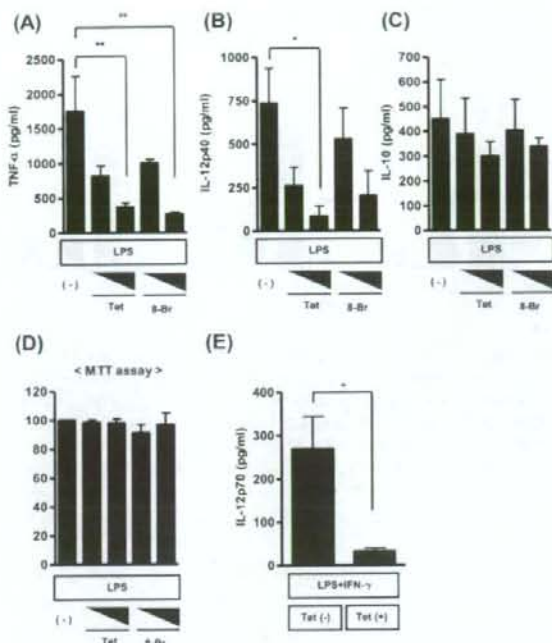 (A)
**
**
TNF-α (pg/ml)
2500
2000
1500
1000
500
0
LPS
(-)
Tet
8-Br
(B)
*
IL-12p40 (pg/ml)
1000
750
500
250
0
LPS
(-)
Tet
8-Br
(C)
IL-10 (pg/ml)
700
600
500
400
300
200
100
0
LPS
(-)
Tet
8-Br
(D)
< MTT assay >
120
100
80
60
40
20
0
LPS
(-)
Tet
8-Br
(E)
*
IL-12p70 (pg/ml)
400
300
200
100
0
LPS+IFN-γ
Tet (-)
Tet (+)